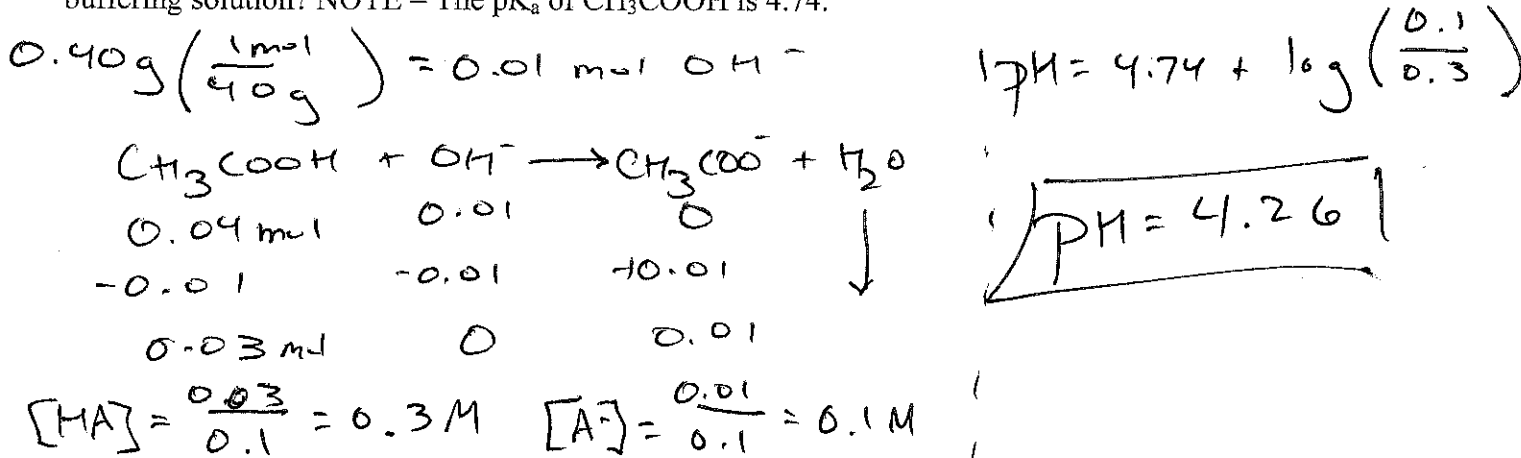 buffering solution? NOTE – The pKₐ of CH₃COOH is 4.74.
0.40g (1mol / 40g) = 0.01 mol OH⁻
CH₃COOH + OH⁻ → CH₃COO⁻ + H₂O
0.04 mol 0.01 0
-0.01 -0.01 +0.01
0.03 mol 0 0.01
[HA] = 0.03 / 0.1 = 0.3 M [A⁻] = 0.01 / 0.1 = 0.1 M
pH = 4.74 + log (0.1 / 0.3)
pH = 4.26